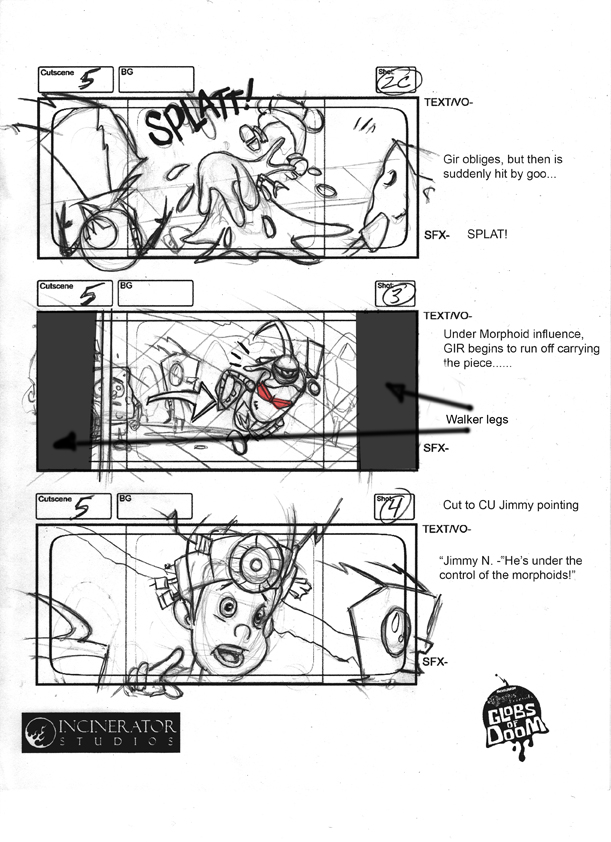 Cutscene 5 BG Shot: 2C
SPLATT!
TEXT/VO-
Gir obliges, but then is
suddenly hit by goo...
SFX- SPLAT!
Cutscene 5 BG Shot: 3
TEXT/VO-
Under Morphoid influence,
GIR begins to run off carrying
the piece......
Walker legs
SFX-
Cutscene 5 BG Shot: 4
Cut to CU Jimmy pointing
TEXT/VO-
“Jimmy N. -”He’s under the
control of the morphoids!”
SFX-
INCINERATOR
STUDIOS
NICKELODEON
GLOBS
OF
DOOM